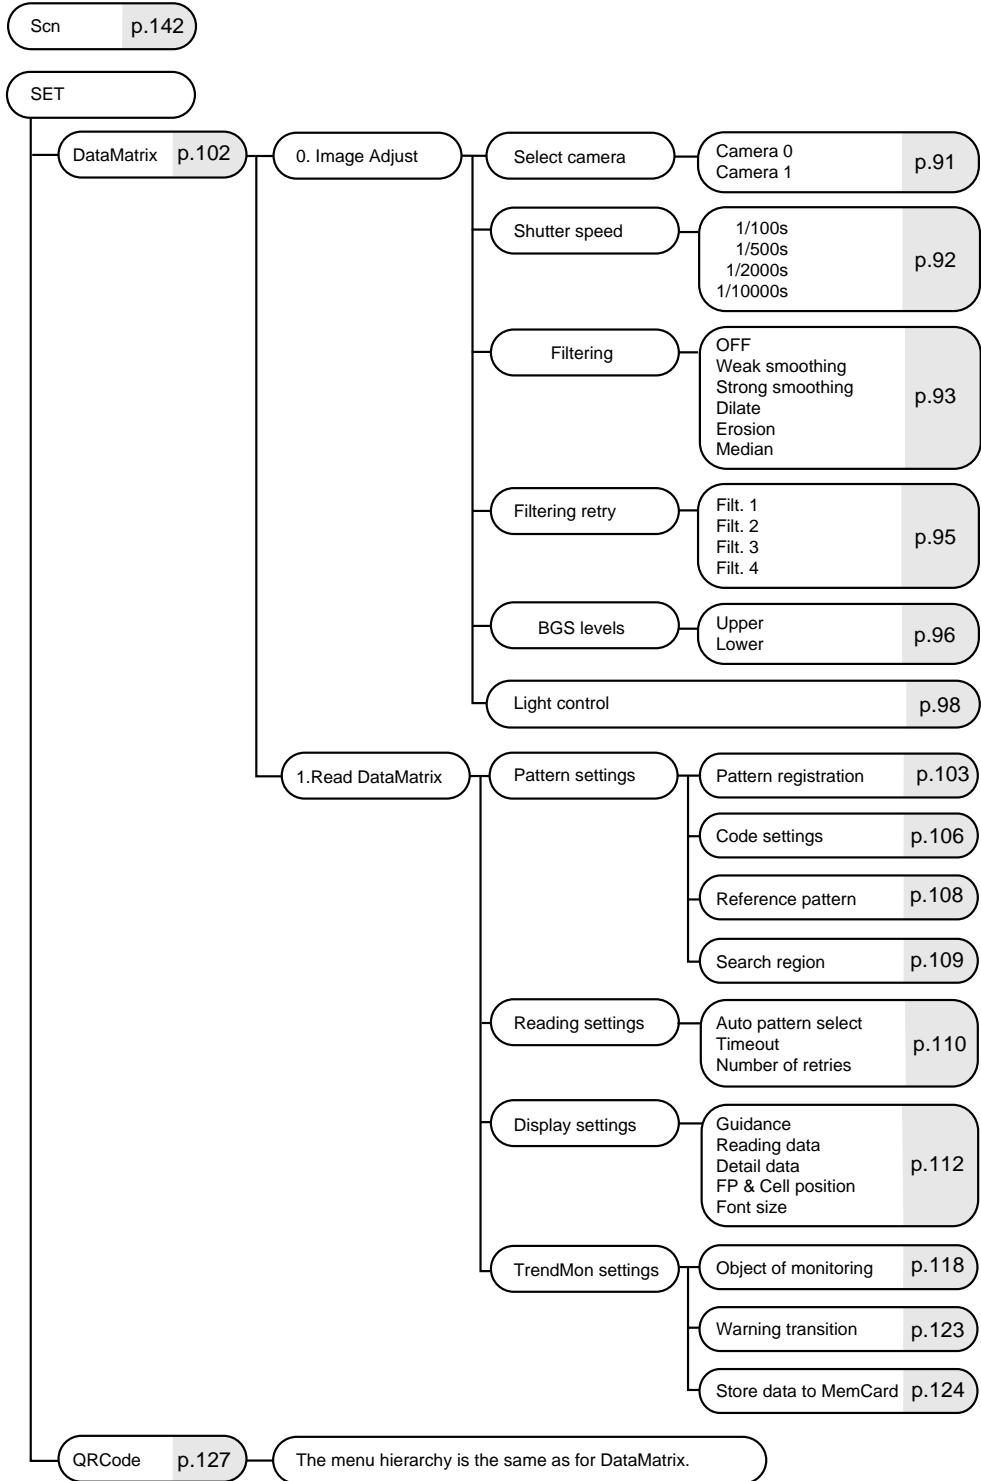 Scn p.142
SET
DataMatrix p.102
0. Image Adjust
Select camera
Camera 0
Camera 1
p.91
Shutter speed
1/100s
1/500s
1/2000s
1/10000s
p.92
Filtering
OFF
Weak smoothing
Strong smoothing
Dilate
Erosion
Median
p.93
Filtering retry
Filt. 1
Filt. 2
Filt. 3
Filt. 4
p.95
BGS levels
Upper
Lower
p.96
Light control p.98
1.Read DataMatrix
Pattern settings
Pattern registration p.103
Code settings p.106
Reference pattern p.108
Search region p.109
Reading settings
Auto pattern select
Timeout
Number of retries
p.110
Display settings
Guidance
Reading data
Detail data
FP & Cell position
Font size
p.112
TrendMon settings
Object of monitoring p.118
Warning transition p.123
Store data to MemCard p.124
QRCode p.127
The menu hierarchy is the same as for DataMatrix.